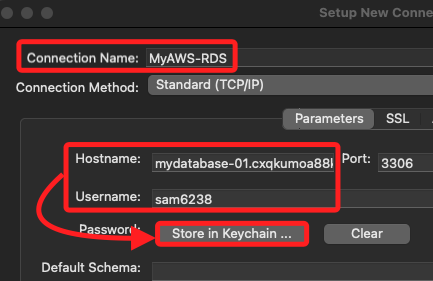 Setup New Conne
Connection Name: MyAWS-RDS
Connection Method: Standard (TCP/IP)
Parameters SSL
Hostname: mydatabase-01.cxqkumoa88 Port: 3306
Username: sam6238
Password: Store in Keychain ... Clear
Default Schema: